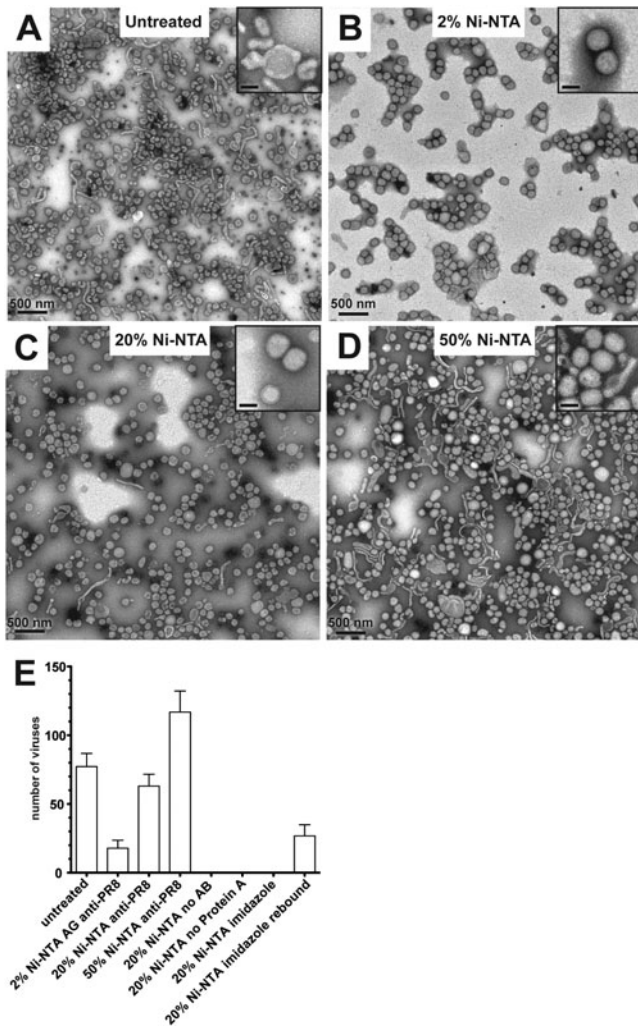 A
Untreated
500 nm
B
2% Ni-NTA
500 nm
C
20% Ni-NTA
500 nm
D
50% Ni-NTA
500 nm
E
number of viruses
150
100
50
0
untreated
2% Ni-NTA AG anti-PR8
20% Ni-NTA anti-PR8
50% Ni-NTA anti-PR8
20% Ni-NTA no AB
20% Ni-NTA no Protein A
20% Ni-NTA imidazole
20% Ni-NTA imidazole rebound